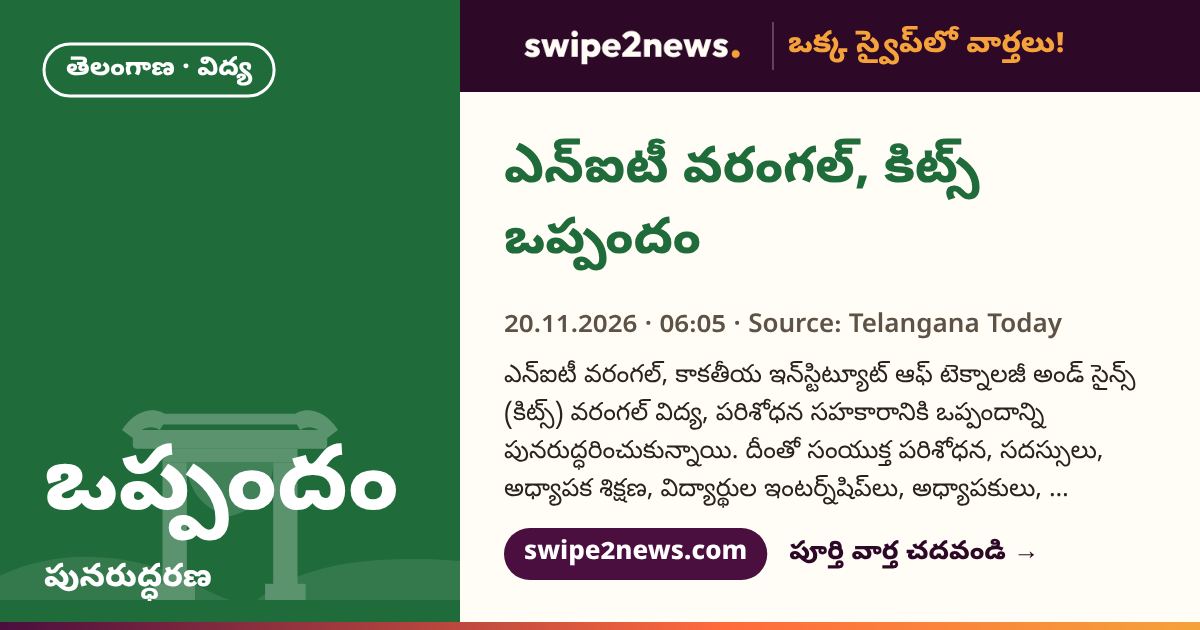 తెలంగాణ · విద్య
ఒప్పందం
పునరుద్ధరణ
swipe2news.
ఒక్క స్వైప్‌లో వార్తలు!
ఎన్ఐటీ వరంగల్, కిట్స్
ఒప్పందం
20.11.2026 · 06:05 · Source: Telangana Today
ఎన్ఐటీ వరంగల్, కాకతీయ ఇన్‌స్టిట్యూట్ ఆఫ్ టెక్నాలజీ అండ్ సైన్స్
(కిట్స్) వరంగల్ విద్య, పరిశోధన సహకారానికి ఒప్పందాన్ని
పునరుద్ధరించుకున్నాయి. దీంతో సంయుక్త పరిశోధన, సదస్సులు,
అధ్యాపక శిక్షణ, విద్యార్థుల ఇంటర్న్‌షిప్‌లు, అధ్యాపకులు, ...
swipe2news.com
పూర్తి వార్త చదవండి →